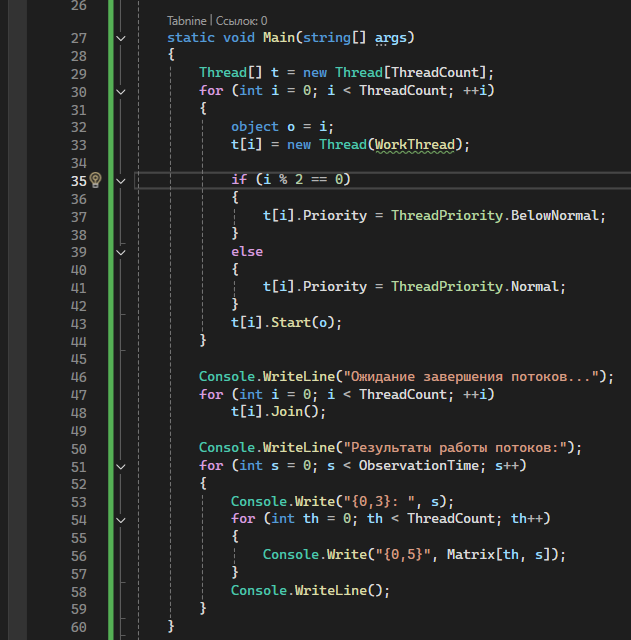 26
Tabnine | Ссылок: 0
27 static void Main(string[] args)
28 {
29 Thread[] t = new Thread[ThreadCount];
30 for (int i = 0; i < ThreadCount; ++i)
31 {
32 object o = i;
33 t[i] = new Thread(WorkThread);
34
35 if (i % 2 == 0)
36 {
37 t[i].Priority = ThreadPriority.BelowNormal;
38 }
39 else
40 {
41 t[i].Priority = ThreadPriority.Normal;
42 }
43 t[i].Start(o);
44 }
45
46 Console.WriteLine("Ожидание завершения потоков...");
47 for (int i = 0; i < ThreadCount; ++i)
48 t[i].Join();
49
50 Console.WriteLine("Результаты работы потоков:");
51 for (int s = 0; s < ObservationTime; s++)
52 {
53 Console.Write("{0,3}: ", s);
54 for (int th = 0; th < ThreadCount; th++)
55 {
56 Console.Write("{0,5}", Matrix[th, s]);
57 }
58 Console.WriteLine();
59 }
60 }